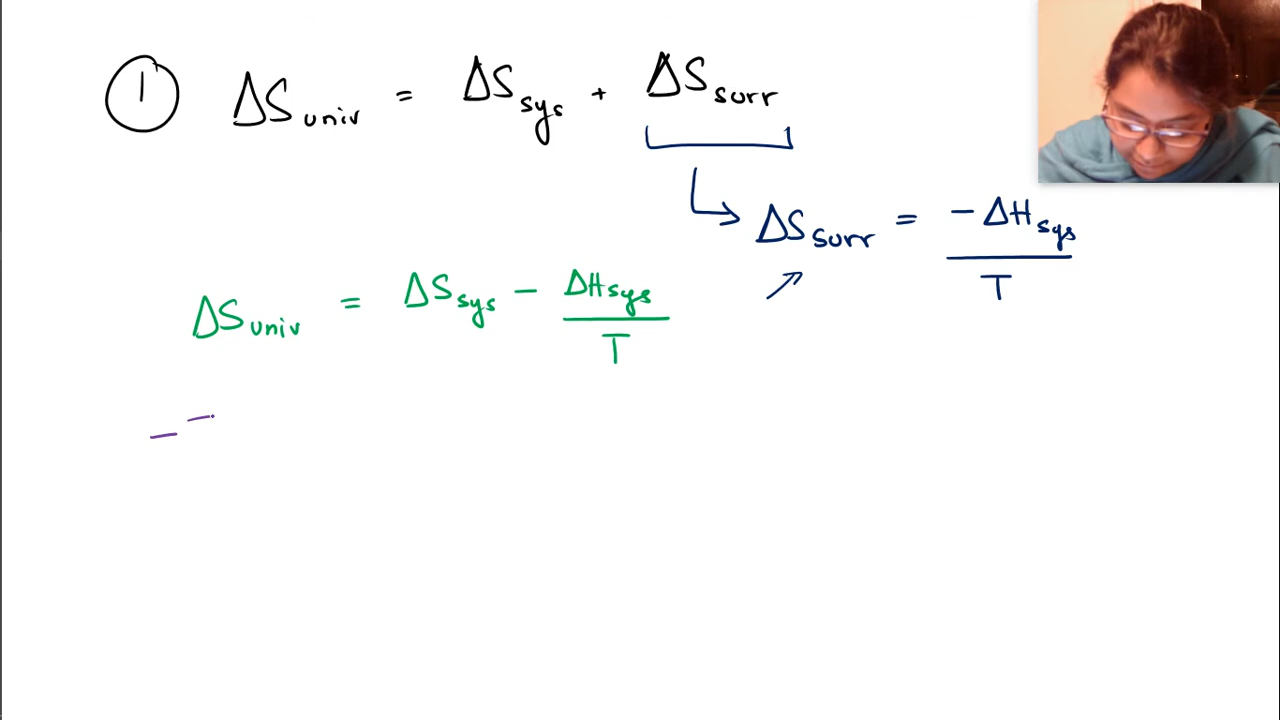 ① ΔS univ = ΔS sys + ΔS surr
ΔS surr = -ΔH sys / T
ΔS univ = ΔS sys - ΔH sys / T